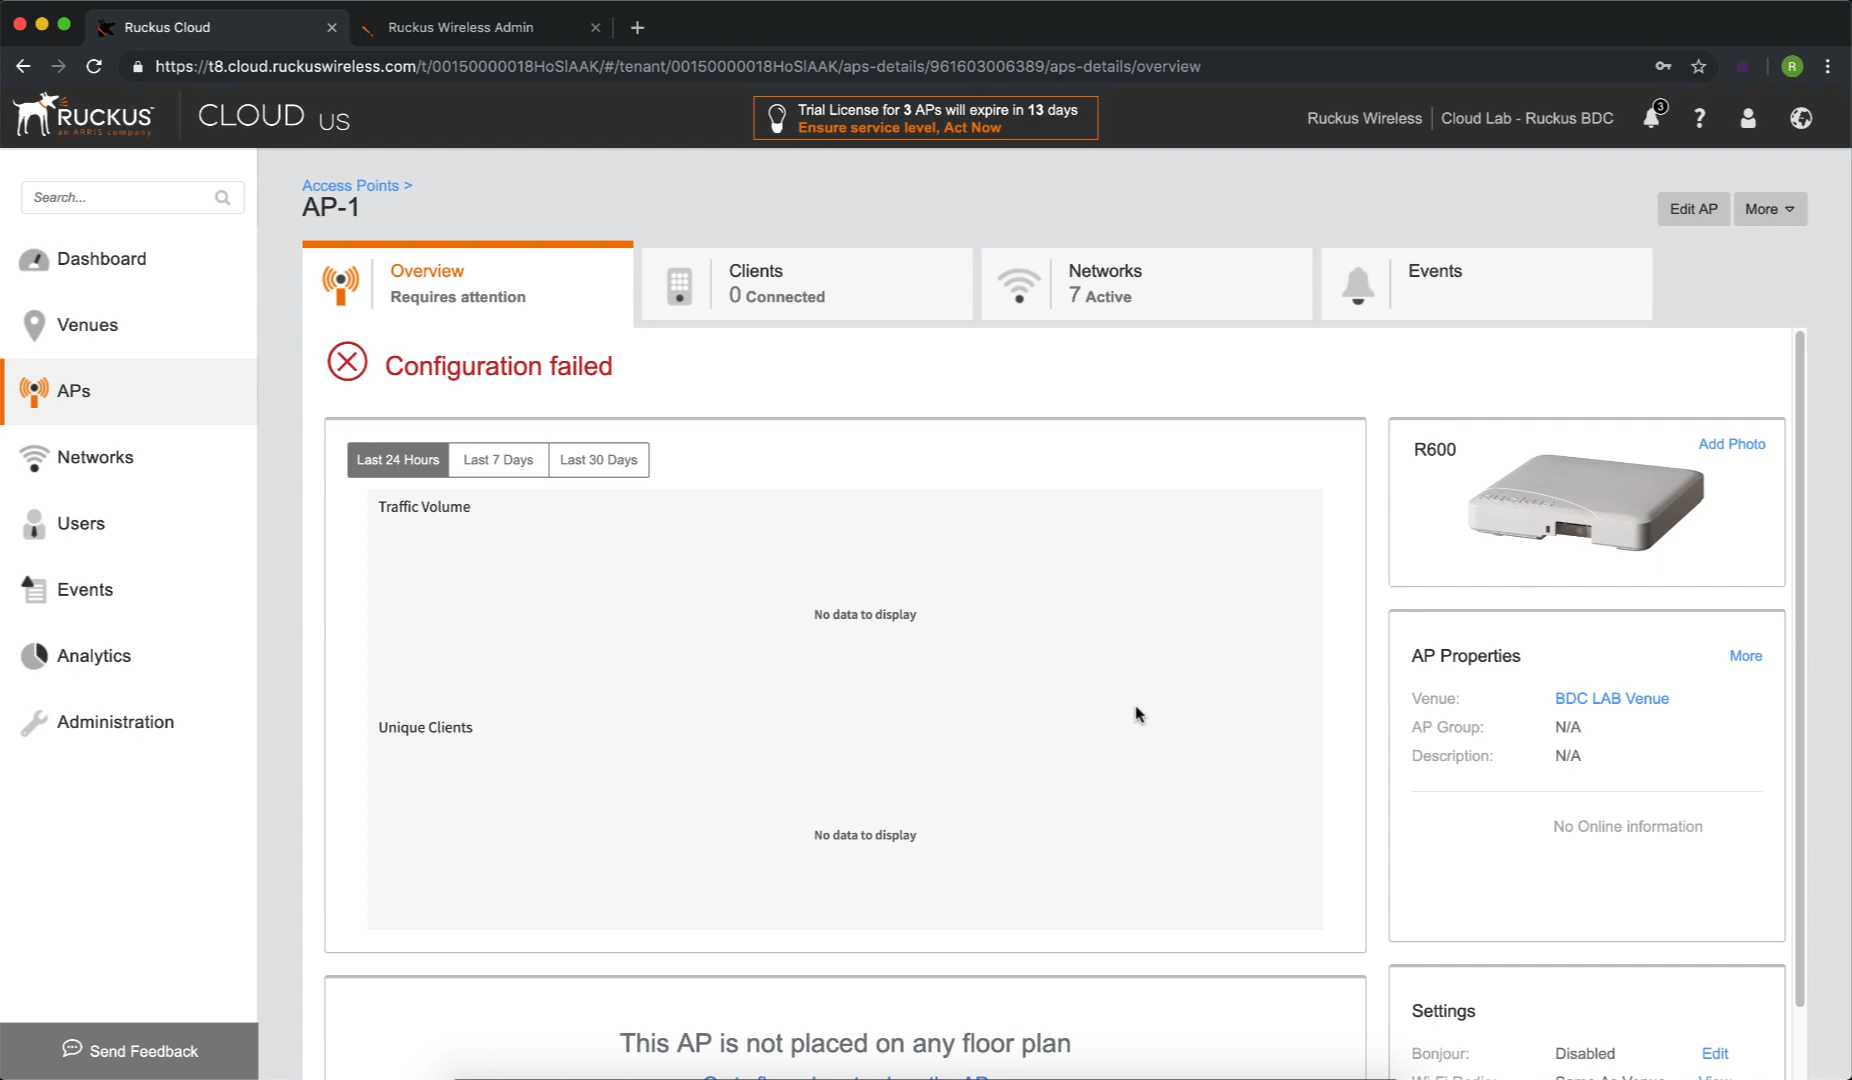 Ruckus Cloud
Ruckus Wireless Admin
https://t8.cloud.ruckuswireless.com/t/00150000018HoSlAAK/#/tenant/00150000018HoSlAAK/aps-details/961603006389/aps-details/overview
R
RUCKUS
an ARRIS company
CLOUD US
Trial License for 3 APs will expire in 13 days
Ensure service level, Act Now
Ruckus Wireless
Cloud Lab - Ruckus BDC
3
?
Search...
Dashboard
Venues
APs
Networks
Users
Events
Analytics
Administration
Send Feedback
Access Points >
AP-1
Edit AP
More
Overview
Requires attention
Clients
0 Connected
Networks
7 Active
Events
Configuration failed
Last 24 Hours
Last 7 Days
Last 30 Days
Traffic Volume
No data to display
Unique Clients
No data to display
This AP is not placed on any floor plan
R600
Add Photo
ruckus
AP Properties
More
Venue: BDC LAB Venue
AP Group: N/A
Description: N/A
No Online information
Settings
Bonjour: Disabled Edit